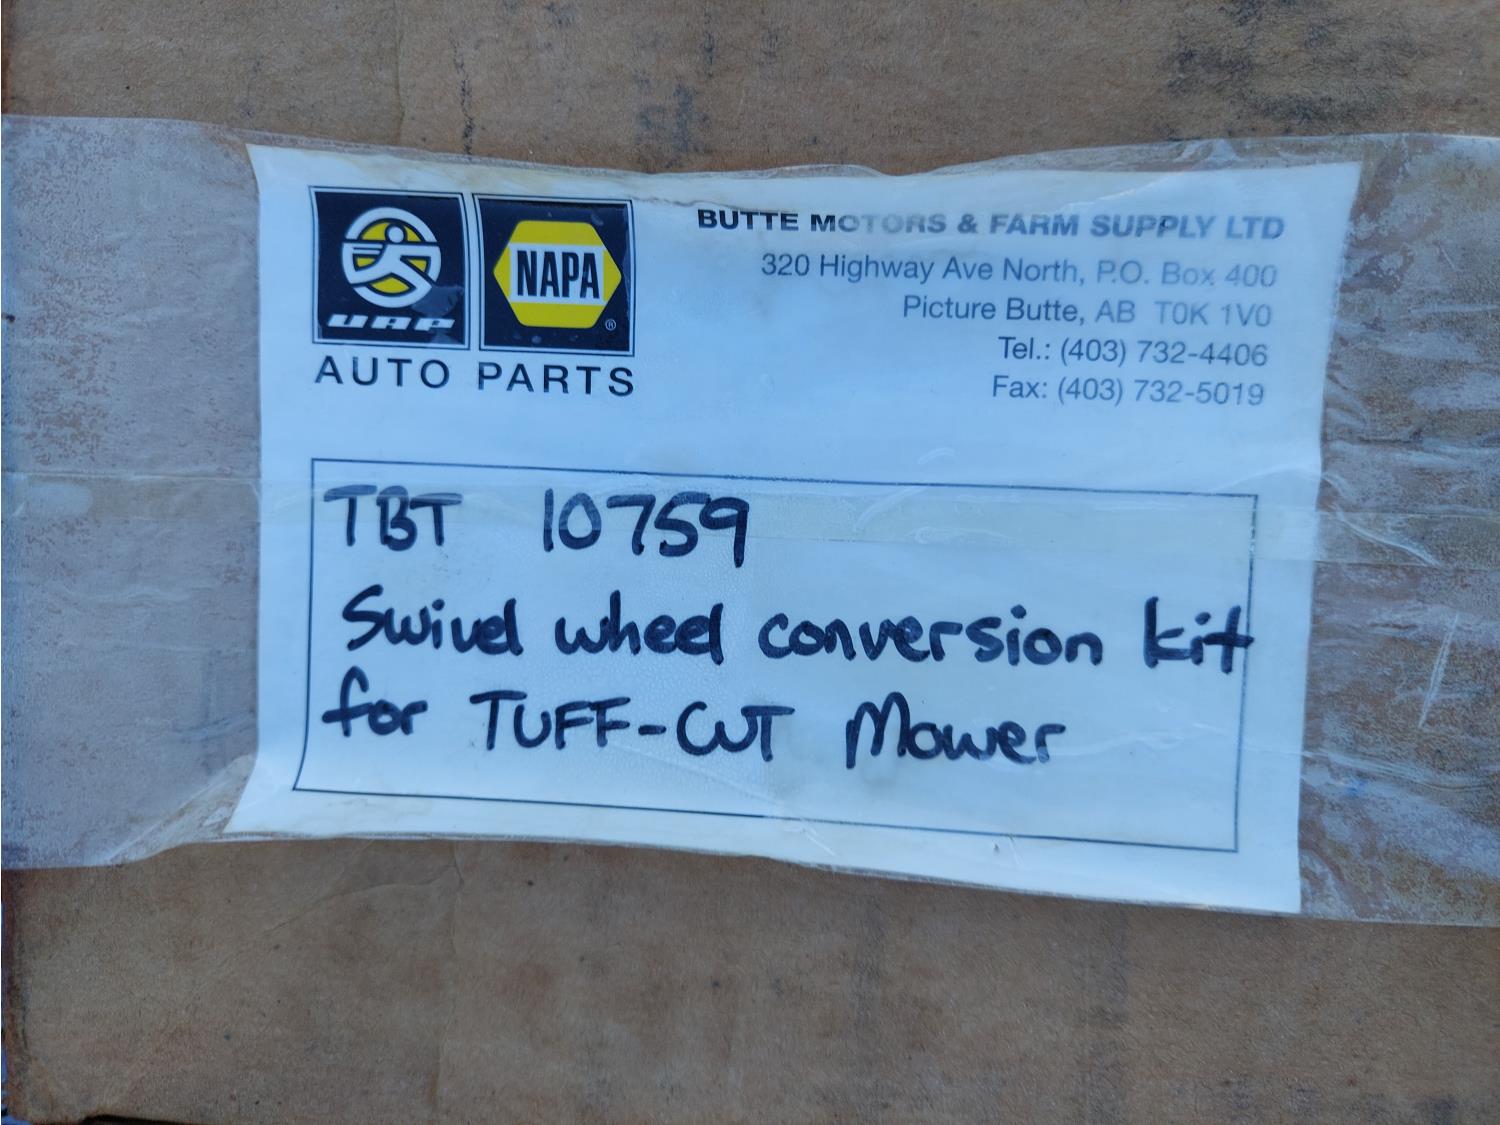 BUTTE MOTORS & FARM SUPPLY LTD
320 Highway Ave North, P.O. Box 400
Picture Butte, AB T0K 1V0
Tel.: (403) 732-4406
Fax: (403) 732-5019
UAP
NAPA
®
AUTO PARTS
TBT 10759
Swivel wheel conversion kit
for TUFF-CUT Mower